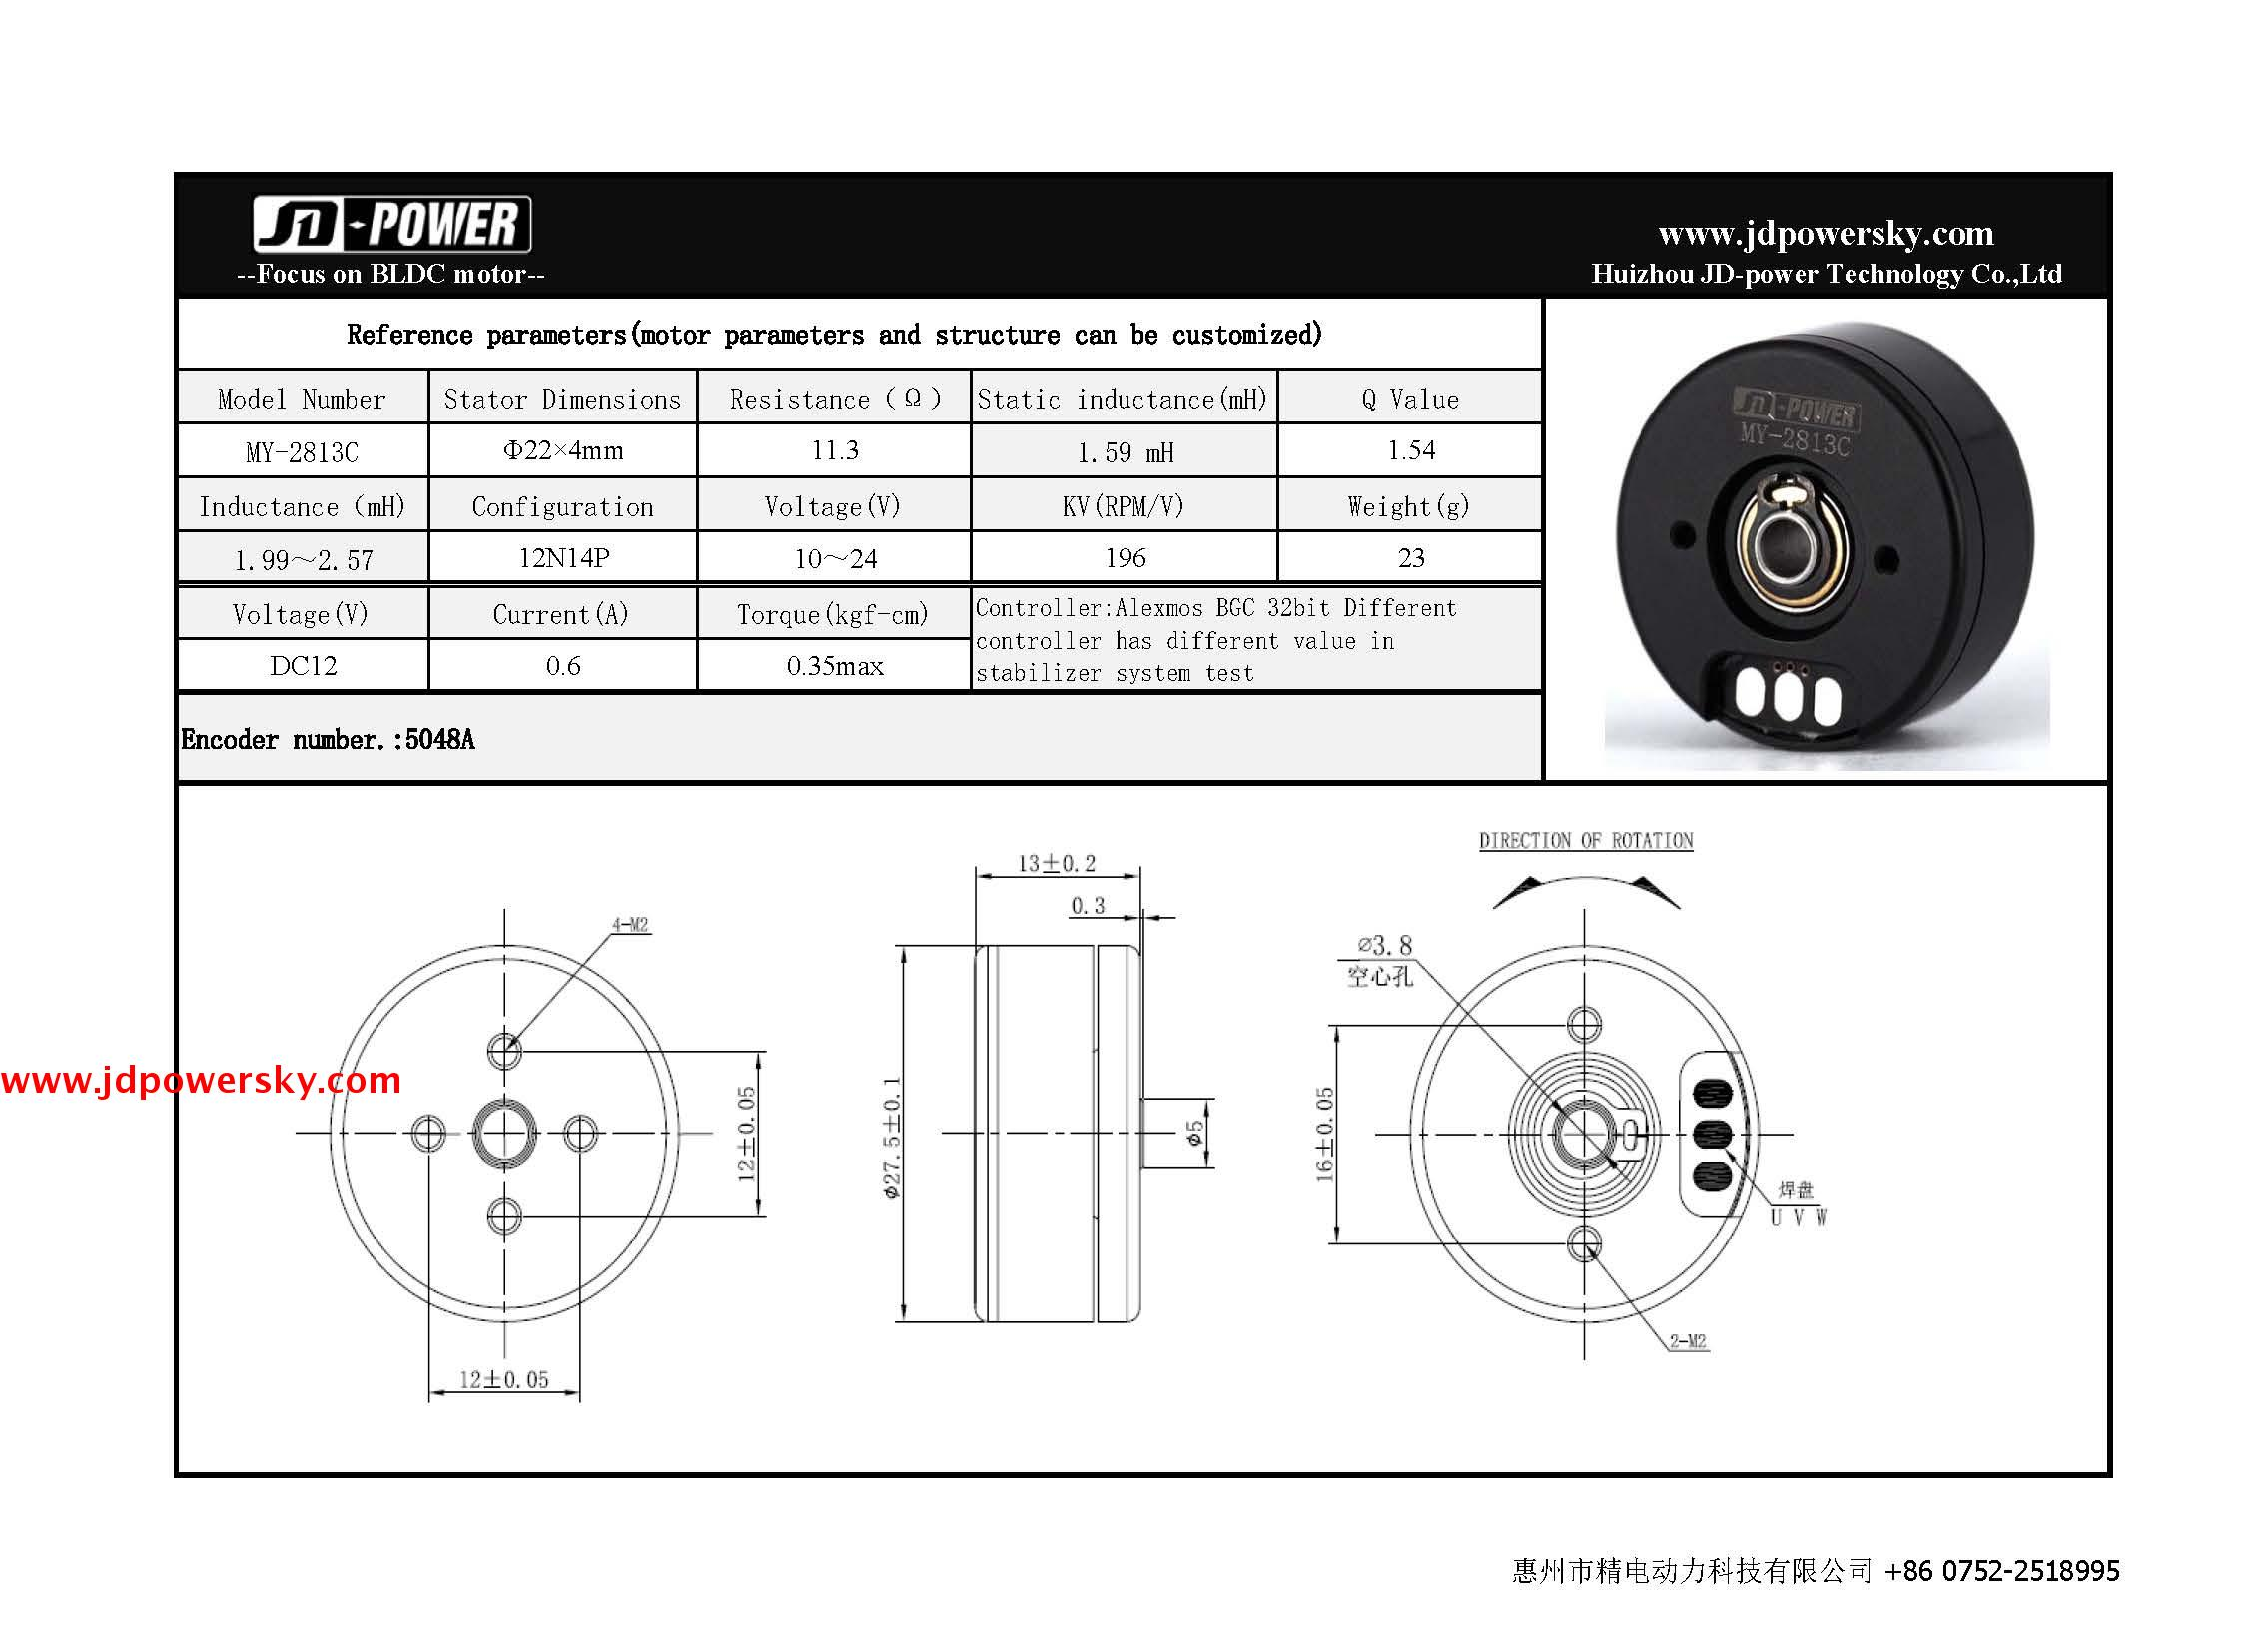 JD-POWER
--Focus on BLDC motor--
www.jdpowersky.com
Huizhou JD-power Technology Co.,Ltd
Reference parameters(motor parameters and structure can be customized)
Model Number Stator Dimensions Resistance（Ω） Static inductance(mH) Q Value
MY-2813C Φ22×4mm 11.3 1.59 mH 1.54
Inductance（mH） Configuration Voltage(V) KV(RPM/V) Weight(g)
1.99～2.57 12N14P 10～24 196 23
Voltage(V) Current(A) Torque(kgf-cm)
DC12 0.6 0.35max
Controller:Alexmos BGC 32bit Different
controller has different value in
stabilizer system test
Encoder number.:5048A
JD-POWER
MY-2813C
4-M2
12±0.05
12±0.05
13±0.2
0.3
Φ27.5±0.1
Φ5
DIRECTION OF ROTATION
⌀3.8
空心孔
16±0.05
焊盘
U V W
2-M2
www.jdpowersky.com
惠州市精电动力科技有限公司 +86 0752-2518995